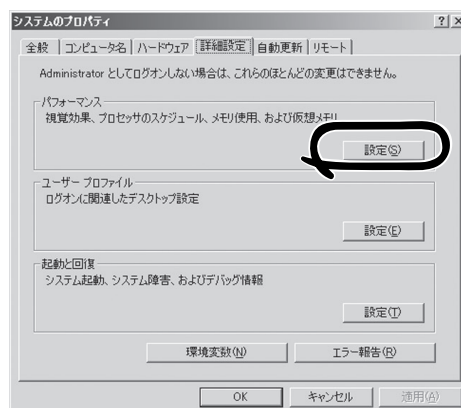 システムのプロパティ
全般 コンピュータ名 ハードウェア 詳細設定 自動更新 リモート
Administrator としてログオンしない場合は、これらのほとんどの変更はできません。
パフォーマンス
視覚効果、プロセッサのスケジュール、メモリ使用、および仮想メモリ
設定(S)
ユーザー プロファイル
ログオンに関連したデスクトップ設定
設定(E)
起動と回復
システム起動、システム障害、およびデバッグ情報
設定(T)
環境変数(N) エラー報告(R)
OK キャンセル 適用(A)